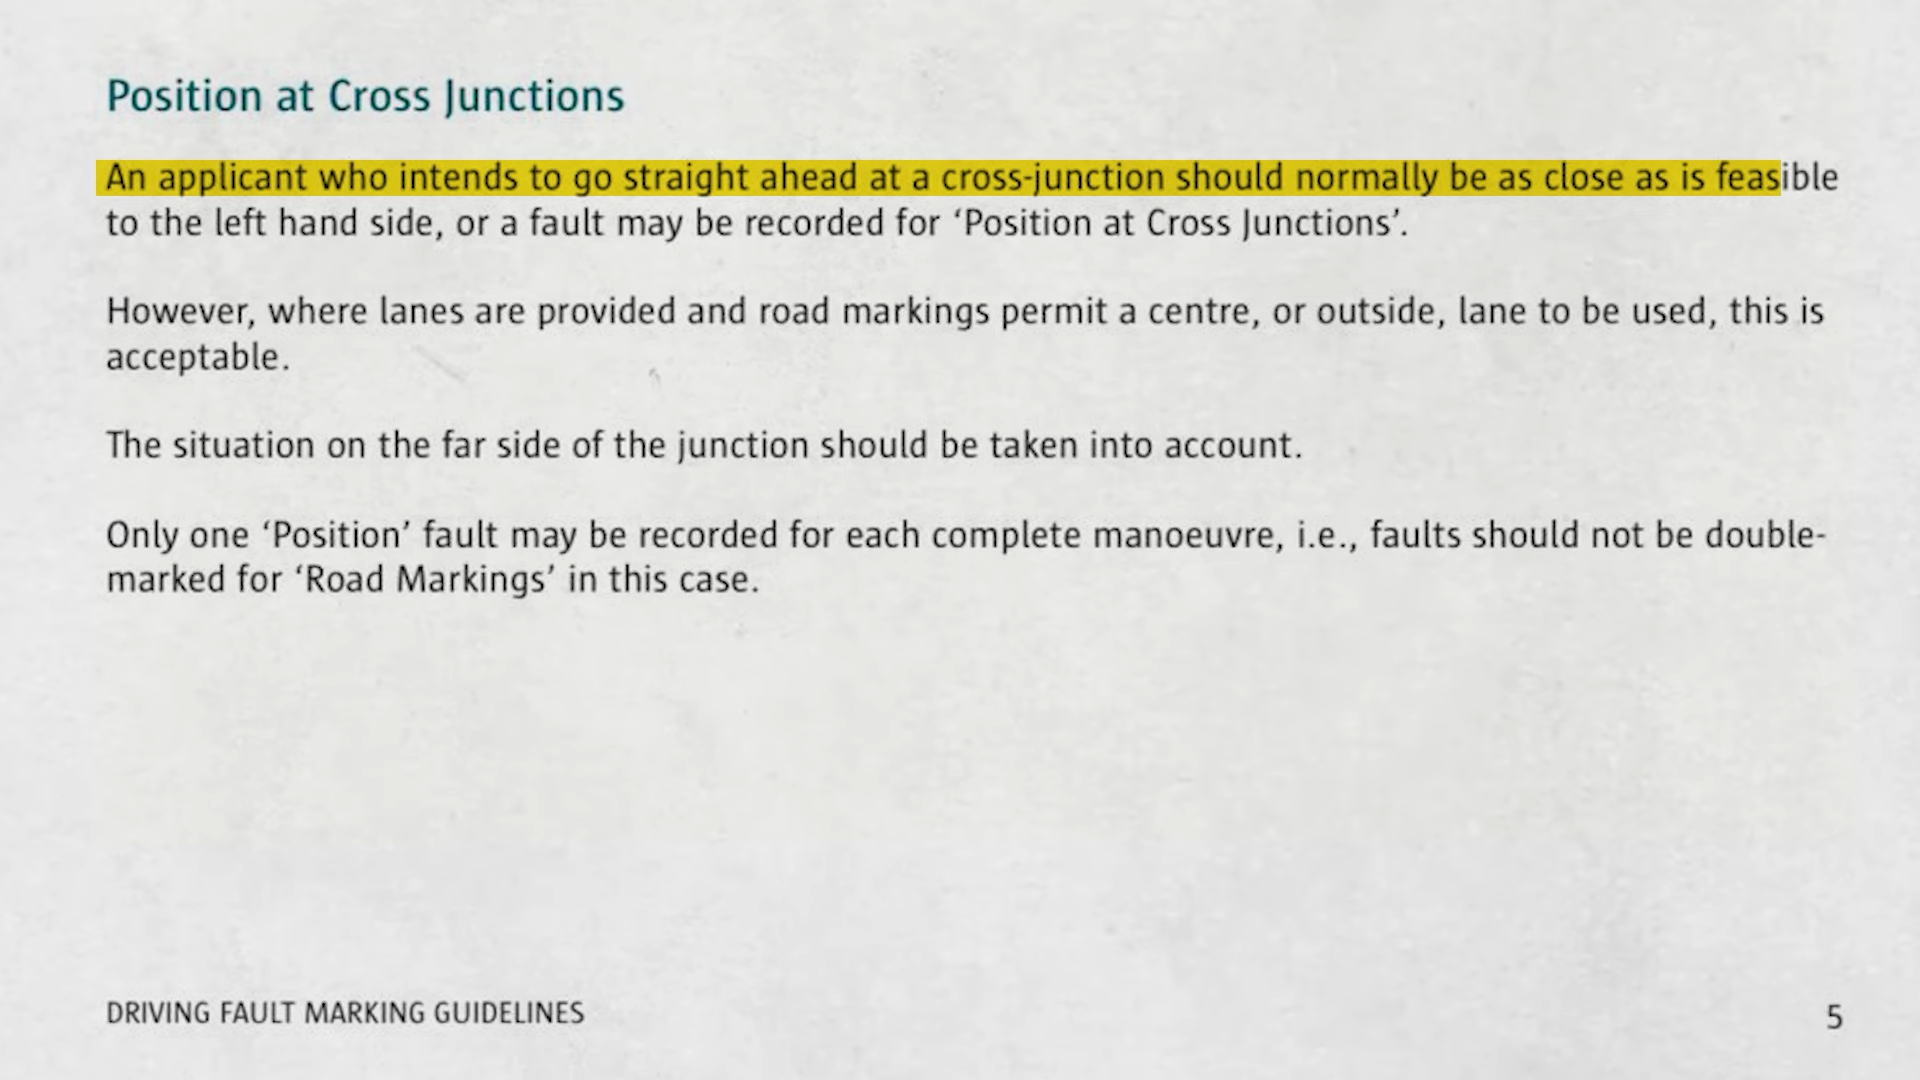 Position at Cross Junctions
An applicant who intends to go straight ahead at a cross-junction should normally be as close as is feasible
to the left hand side, or a fault may be recorded for ‘Position at Cross Junctions’.
However, where lanes are provided and road markings permit a centre, or outside, lane to be used, this is
acceptable.
The situation on the far side of the junction should be taken into account.
Only one ‘Position’ fault may be recorded for each complete manoeuvre, i.e., faults should not be double-
marked for ‘Road Markings’ in this case.
DRIVING FAULT MARKING GUIDELINES
5